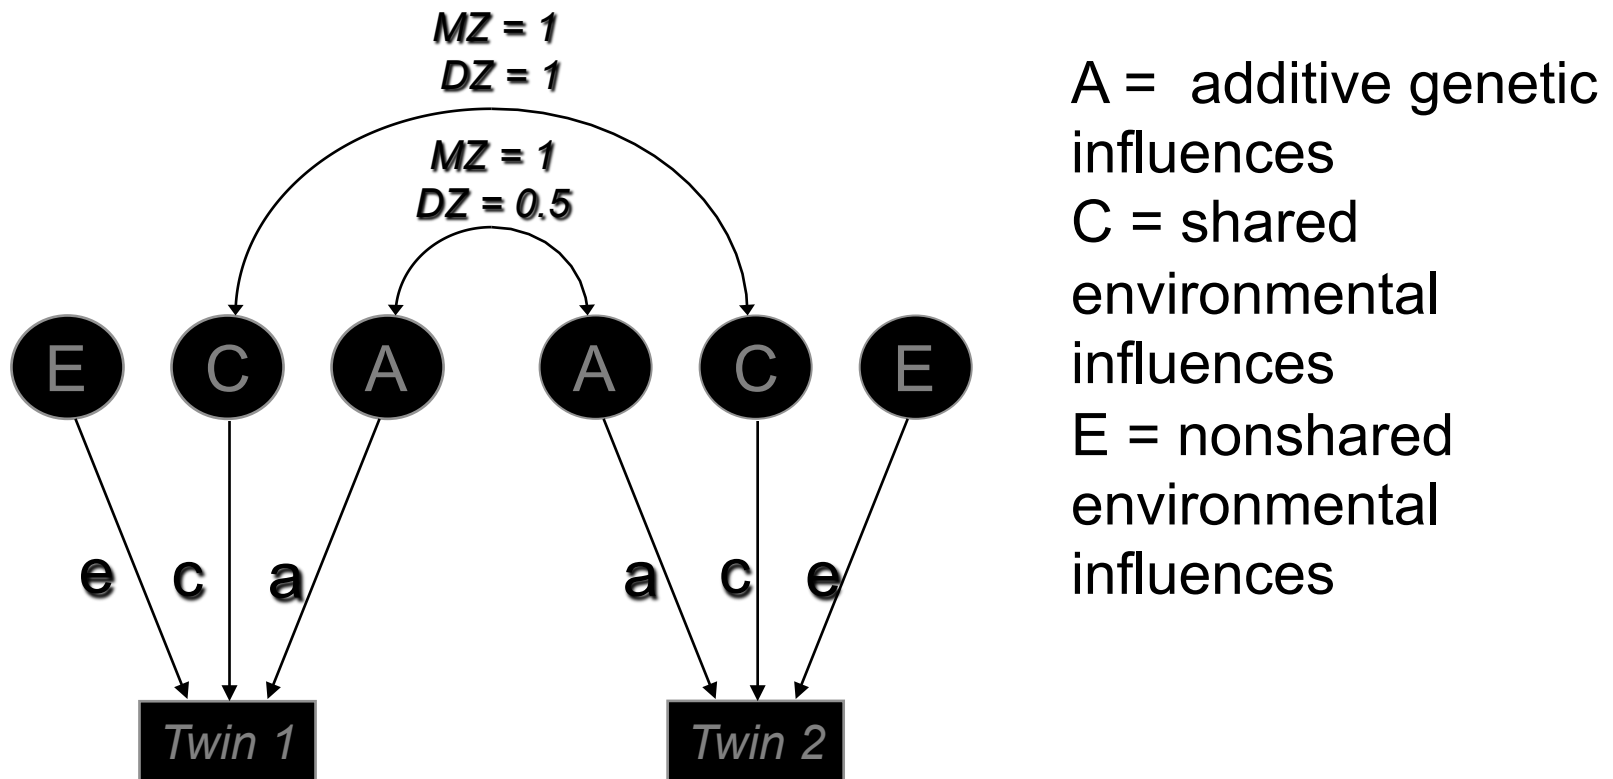 MZ = 1
DZ = 1
MZ = 1
DZ = 0.5
E C A A C E
e c a a c e
Twin 1 Twin 2
A = additive genetic
influences
C = shared
environmental
influences
E = nonshared
environmental
influences